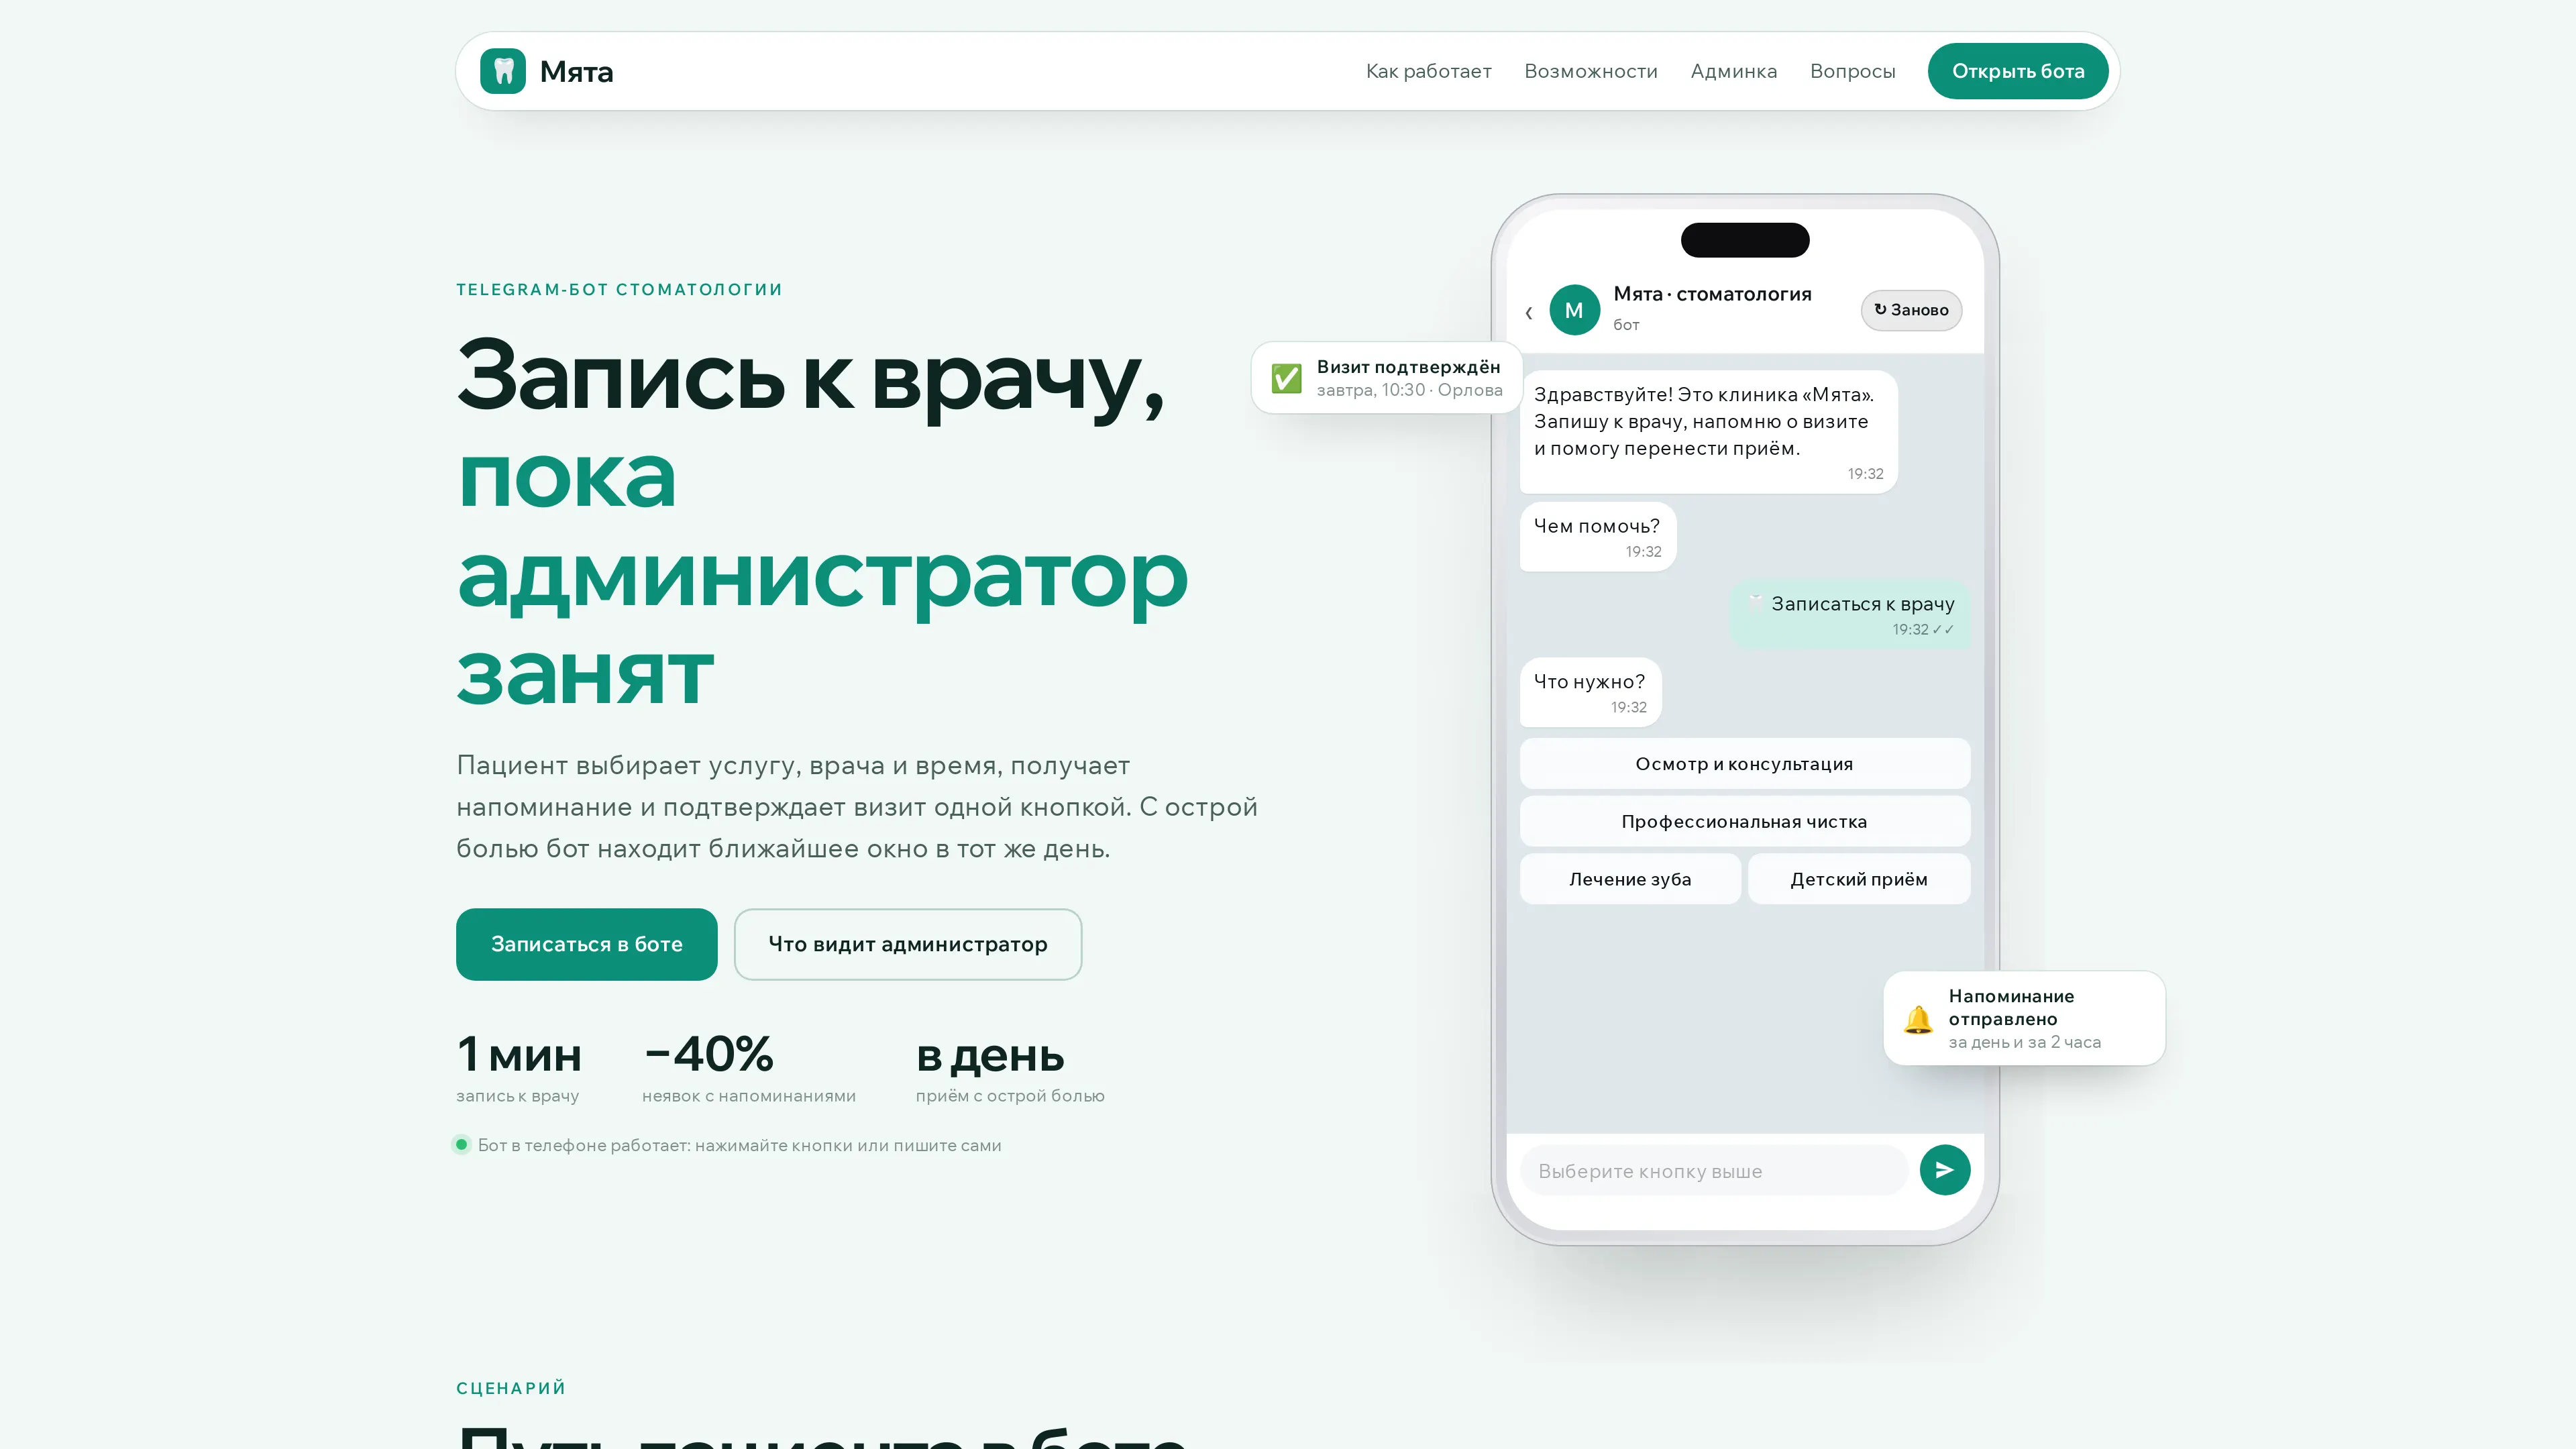 Мята
Как работает
Возможности
Админка
Вопросы
Открыть бота
TELEGRAM-БОТ СТОМАТОЛОГИИ
Запись к врачу,
пока
администратор
занят
Пациент выбирает услугу, врача и время, получает
напоминание и подтверждает визит одной кнопкой. С острой
болью бот находит ближайшее окно в тот же день.
Записаться в боте
Что видит администратор
1 мин
запись к врачу
−40%
неявок с напоминаниями
в день
приём с острой болью
Бот в телефоне работает: нажимайте кнопки или пишите сами
М
Мята · стоматология
бот
↻ Заново
Визит подтверждён
завтра, 10:30 · Орлова
Здравствуйте! Это клиника «Мята».
Запишу к врачу, напомню о визите
и помогу перенести приём.
19:32
Чем помочь?
19:32
Записаться к врачу
19:32 ✓✓
Что нужно?
19:32
Осмотр и консультация
Профессиональная чистка
Лечение зуба
Детский приём
Напоминание
отправлено
за день и за 2 часа
Выберите кнопку выше
СЦЕНАРИЙ
Путь пациента в боте